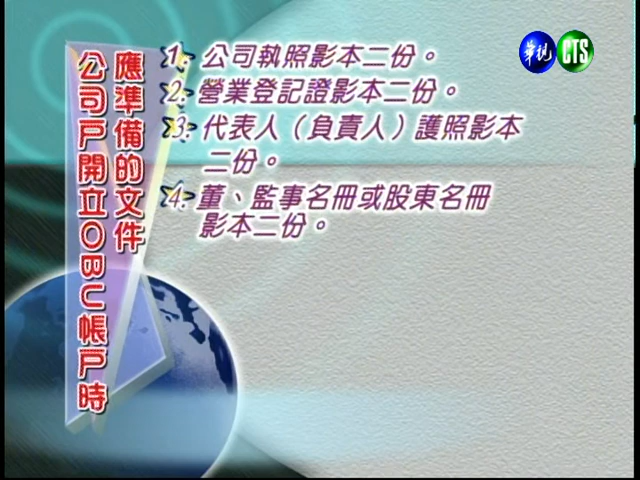 公司戶開立OBU帳戶時
應準備的文件
1. 公司執照影本二份。
2. 營業登記證影本二份。
3. 代表人（負責人）護照影本
二份。
4. 董、監事名冊或股東名冊
影本二份。
華視 CTS